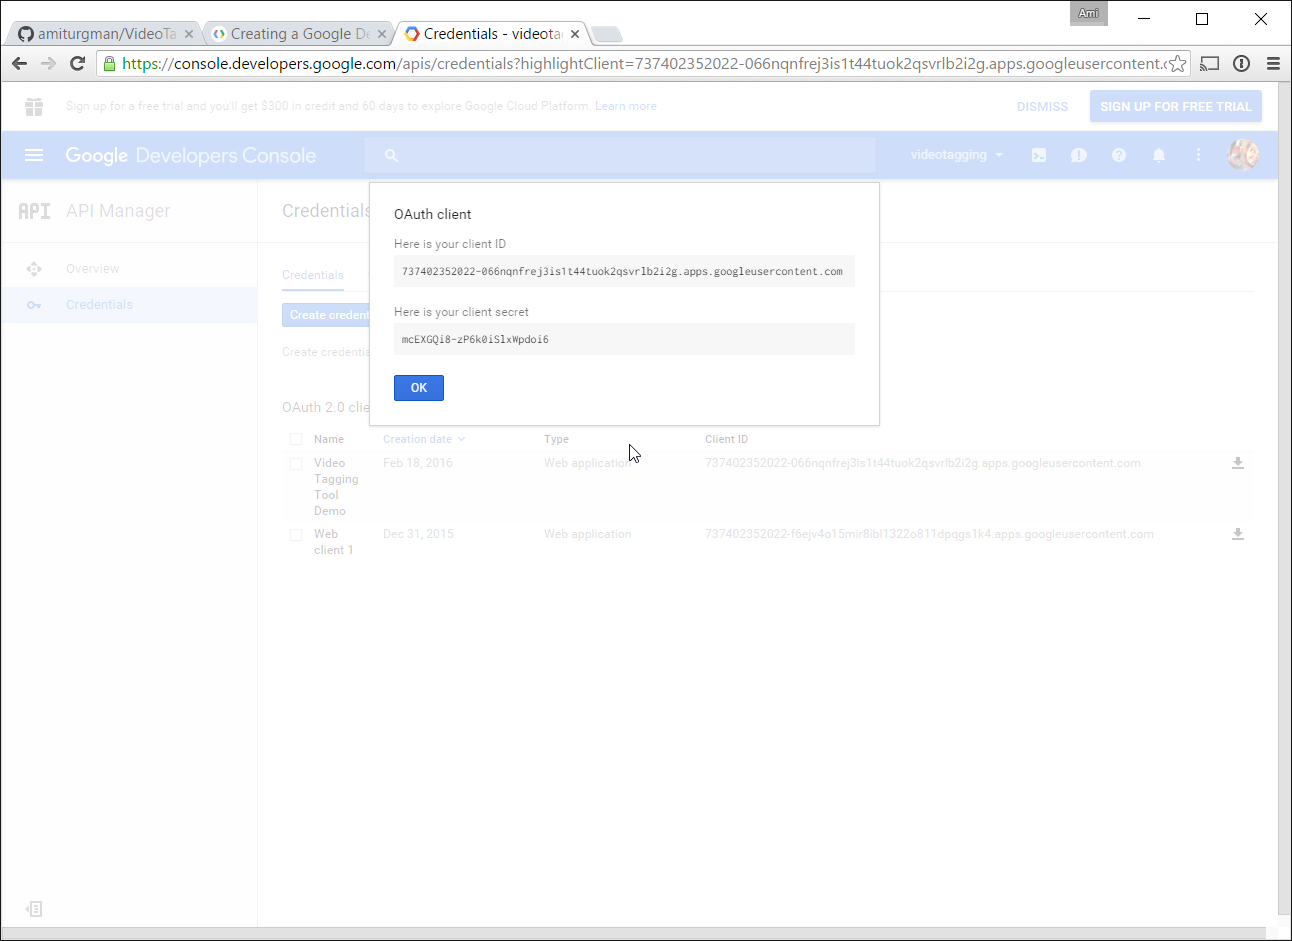 Ami
amiturgman/VideoTa
Creating a Google De
Credentials - videota
https://console.developers.google.com/apis/credentials?highlightClient=737402352022-066nqnfrej3is1t44tuok2qsvrlb2i2g.apps.googleusercontent.c
Sign up for a free trial and you'll get $300 in credit and 60 days to explore Google Cloud Platform. Learn more
DISMISS
SIGN UP FOR FREE TRIAL
Google Developers Console
videotagging
API
API Manager
Credentials
Overview
Credentials
Credentials
Create credent
Create credentia
OAuth 2.0 clie
OAuth client
Here is your client ID
737402352022-066nqnfrej3is1t44tuok2qsvrlb2i2g.apps.googleusercontent.com
Here is your client secret
mcEXGQi8-zP6k0iSlxWpdoi6
OK
Name Creation date Type Client ID
Video Tagging Tool Demo Feb 18, 2016 Web application 737402352022-066nqnfrej3is1t44tuok2qsvrlb2i2g.apps.googleusercontent.com
Web client 1 Dec 31, 2015 Web application 737402352022-f6ejv4o15mir8ibl1322o811dpqgs1k4.apps.googleusercontent.com